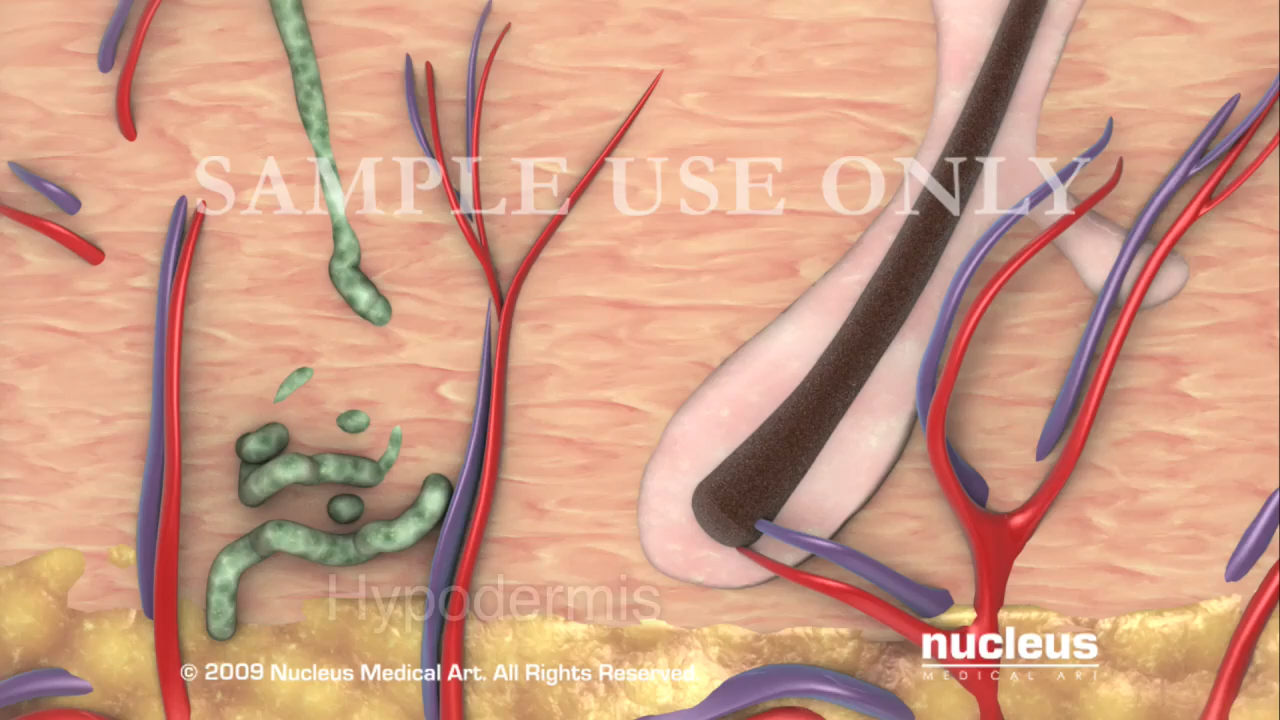 SAMPLE USE ONLY
Hypodermis
nucleus
MEDICAL ART
© 2009 Nucleus Medical Art. All Rights Reserved.